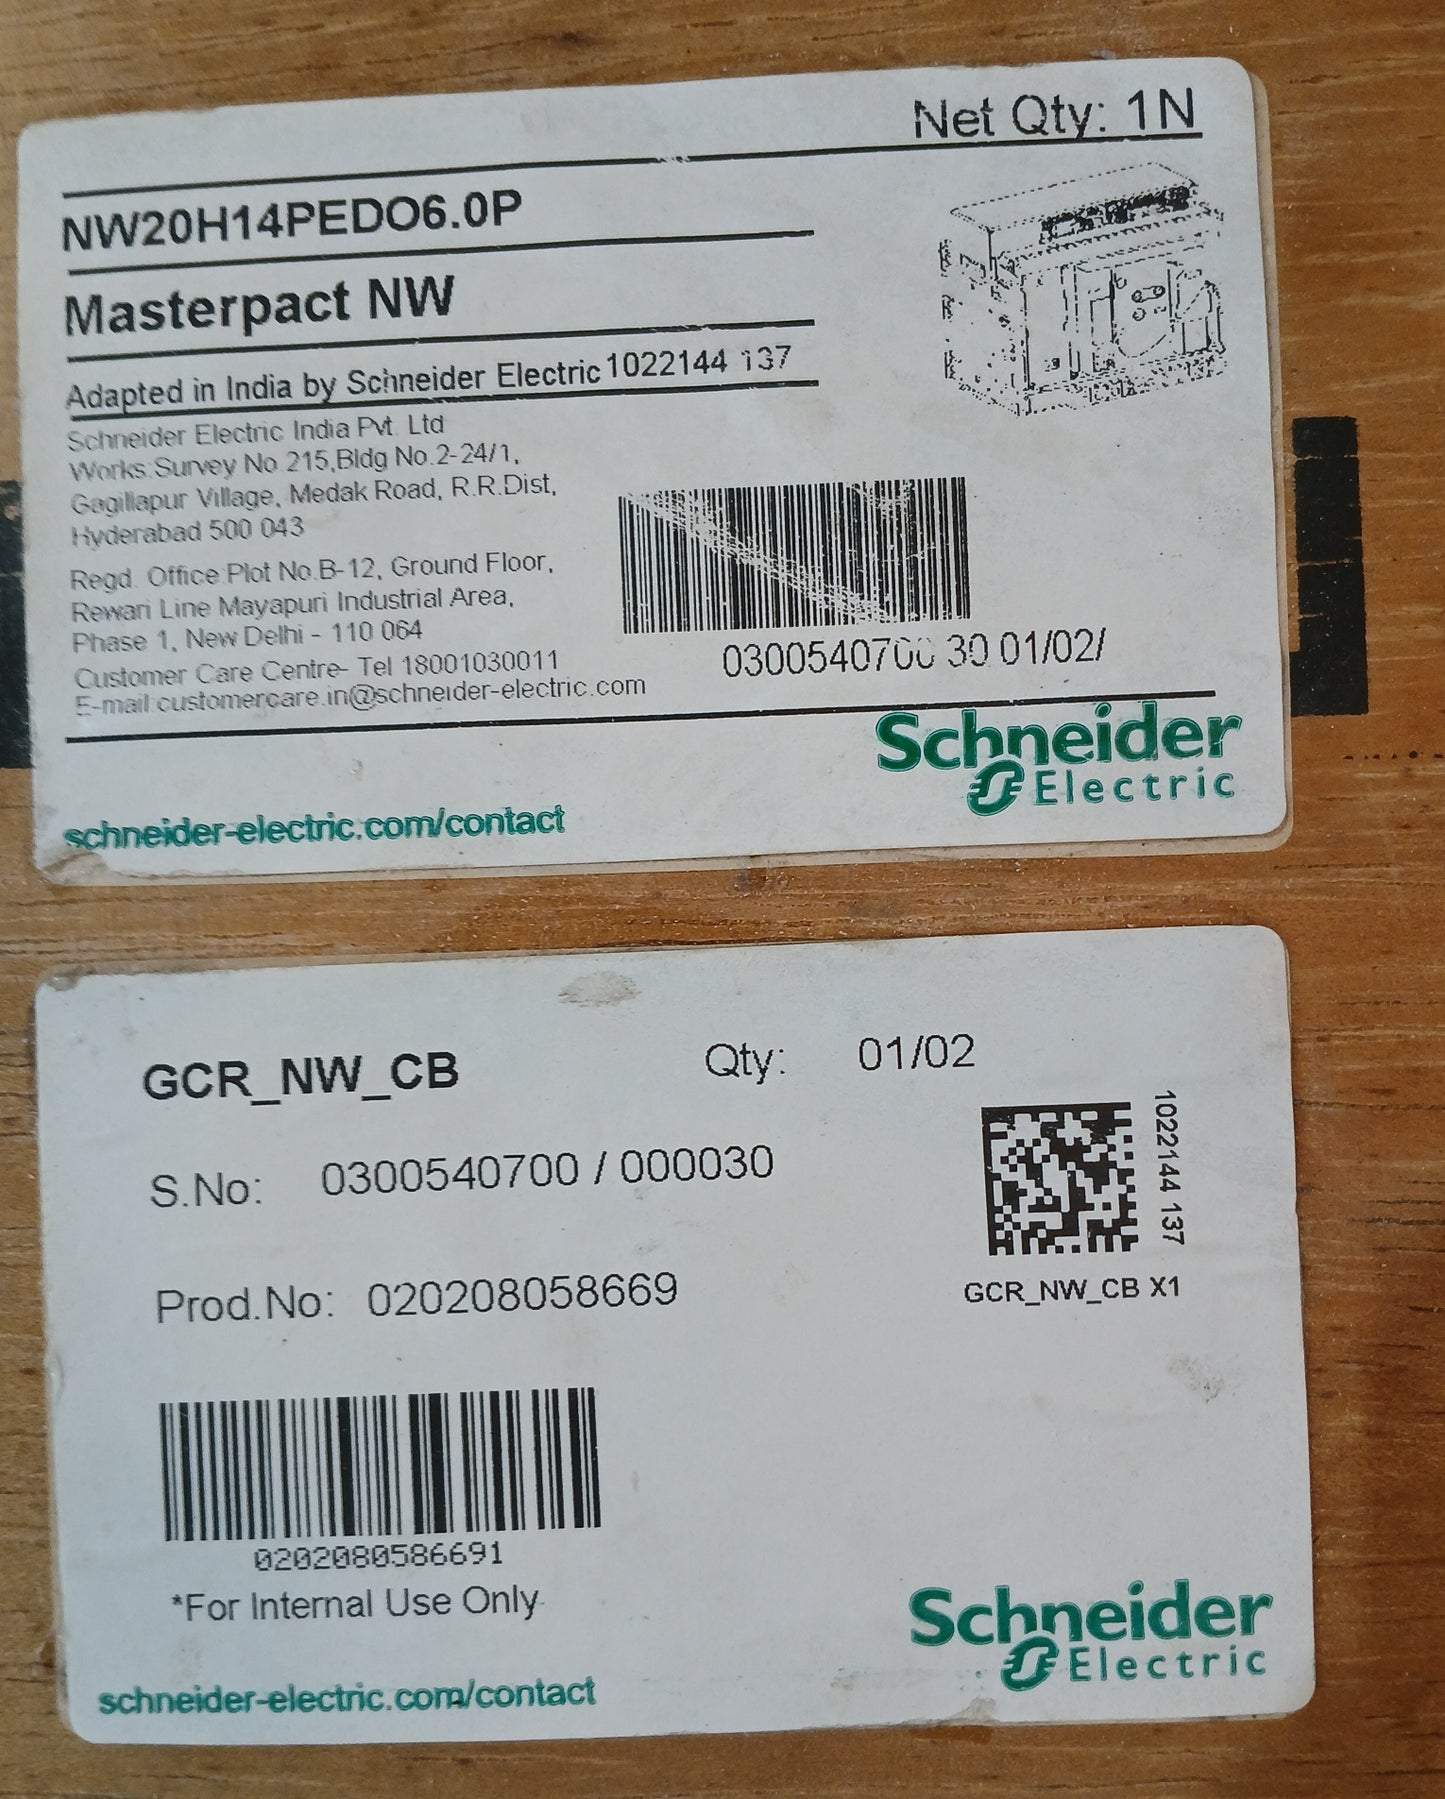 Net Qty: 1N
NW20H14PEDO6.0P
Masterpact NW
Adapted in India by Schneider Electric 1022144 137
Schneider Electric India Pvt. Ltd
Works:Survey No.215,Bldg No.2-24/1,
Gagillapur Village, Medak Road, R.R.Dist,
Hyderabad 500 043
Regd. Office:Plot No.B-12, Ground Floor,
Rewari Line Mayapuri Industrial Area,
Phase 1, New Delhi - 110 064
Customer Care Centre- Tel 18001030011
E-mail:customercare.in@schneider-electric.com
0300540700 30 01/02/
Schneider
Electric
schneider-electric.com/contact
GCR_NW_CB Qty: 01/02
S.No: 0300540700 / 000030
1022144 137
Prod.No: 020208058669
GCR_NW_CB X1
0202080586691
*For Internal Use Only
Schneider
Electric
schneider-electric.com/contact